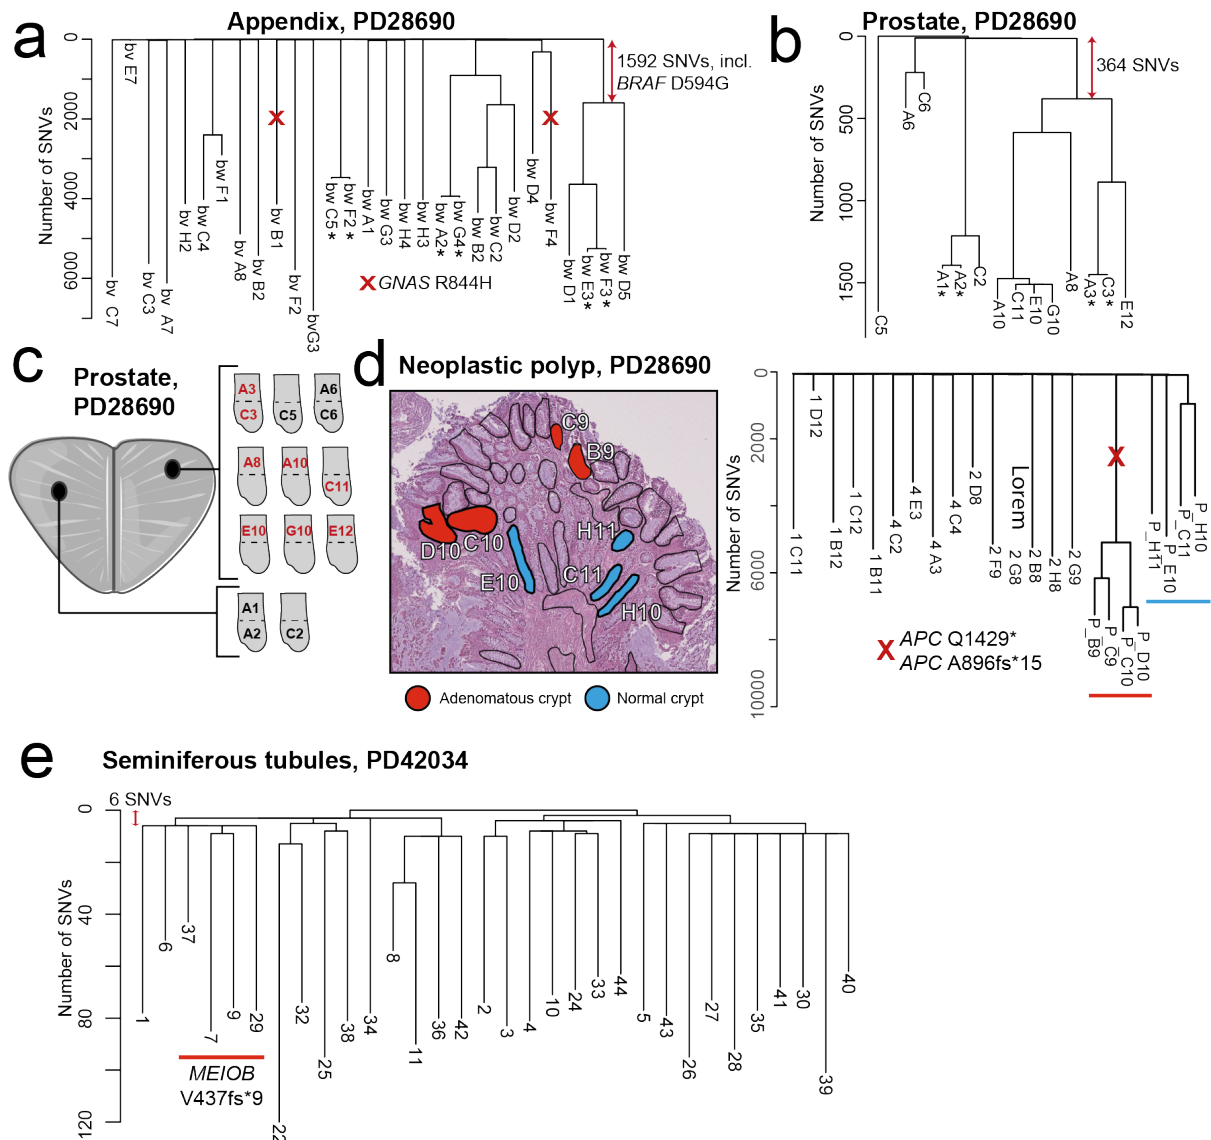 a
Appendix, PD28690
Number of SNVs
0
2000
4000
6000
bv C7
bv E7
bv C3
bv A7
bv H2
bw C4
bw F1
bv A8
bv B2
bv B1
bv F2
bvG3
bw C5*
bw F2 *
bw A1
bw G3
bw H4
bw H3
bw A2*
bw G4*
bw B2
bw C2
bw D2
bw D4
bw F4
bw D1
bw E3*
bw F3*
bw D5
1592 SNVs, incl.
BRAF D594G
X GNAS R844H
b
Prostate, PD28690
Number of SNVs
0
500
1000
1500
C5
A6
C6
A1*
A2*
C2
A10
C11
E10
G10
A8
A3*
C3*
E12
364 SNVs
c
Prostate,
PD28690
A3
C3
C5
A6
C6
A8
A10
C11
E10
G10
E12
A1
A2
C2
d
Neoplastic polyp, PD28690
C9
B9
D10
C10
E10
H11
C11
H10
Adenomatous crypt
Normal crypt
Number of SNVs
0
2000
6000
10000
1 C11
1 D12
1 B12
1 C12
1 B11
4 C2
4 E3
4 A3
4 C4
2 D8
2 F9
Lorem
2 G8
2 B8
2 H8
2 G9
P_B9
P_C9
P_C10
P_D10
P_H11
P_E10
P_C11
P_H10
X APC Q1429*
APC A896fs*15
e
Seminiferous tubules, PD42034
6 SNVs
Number of SNVs
0
40
80
120
1
6
37
7
9
29
22
32
25
38
34
8
11
36
42
2
3
4
10
24
33
44
5
43
26
27
28
35
41
30
39
40
MEIOB
V437fs*9